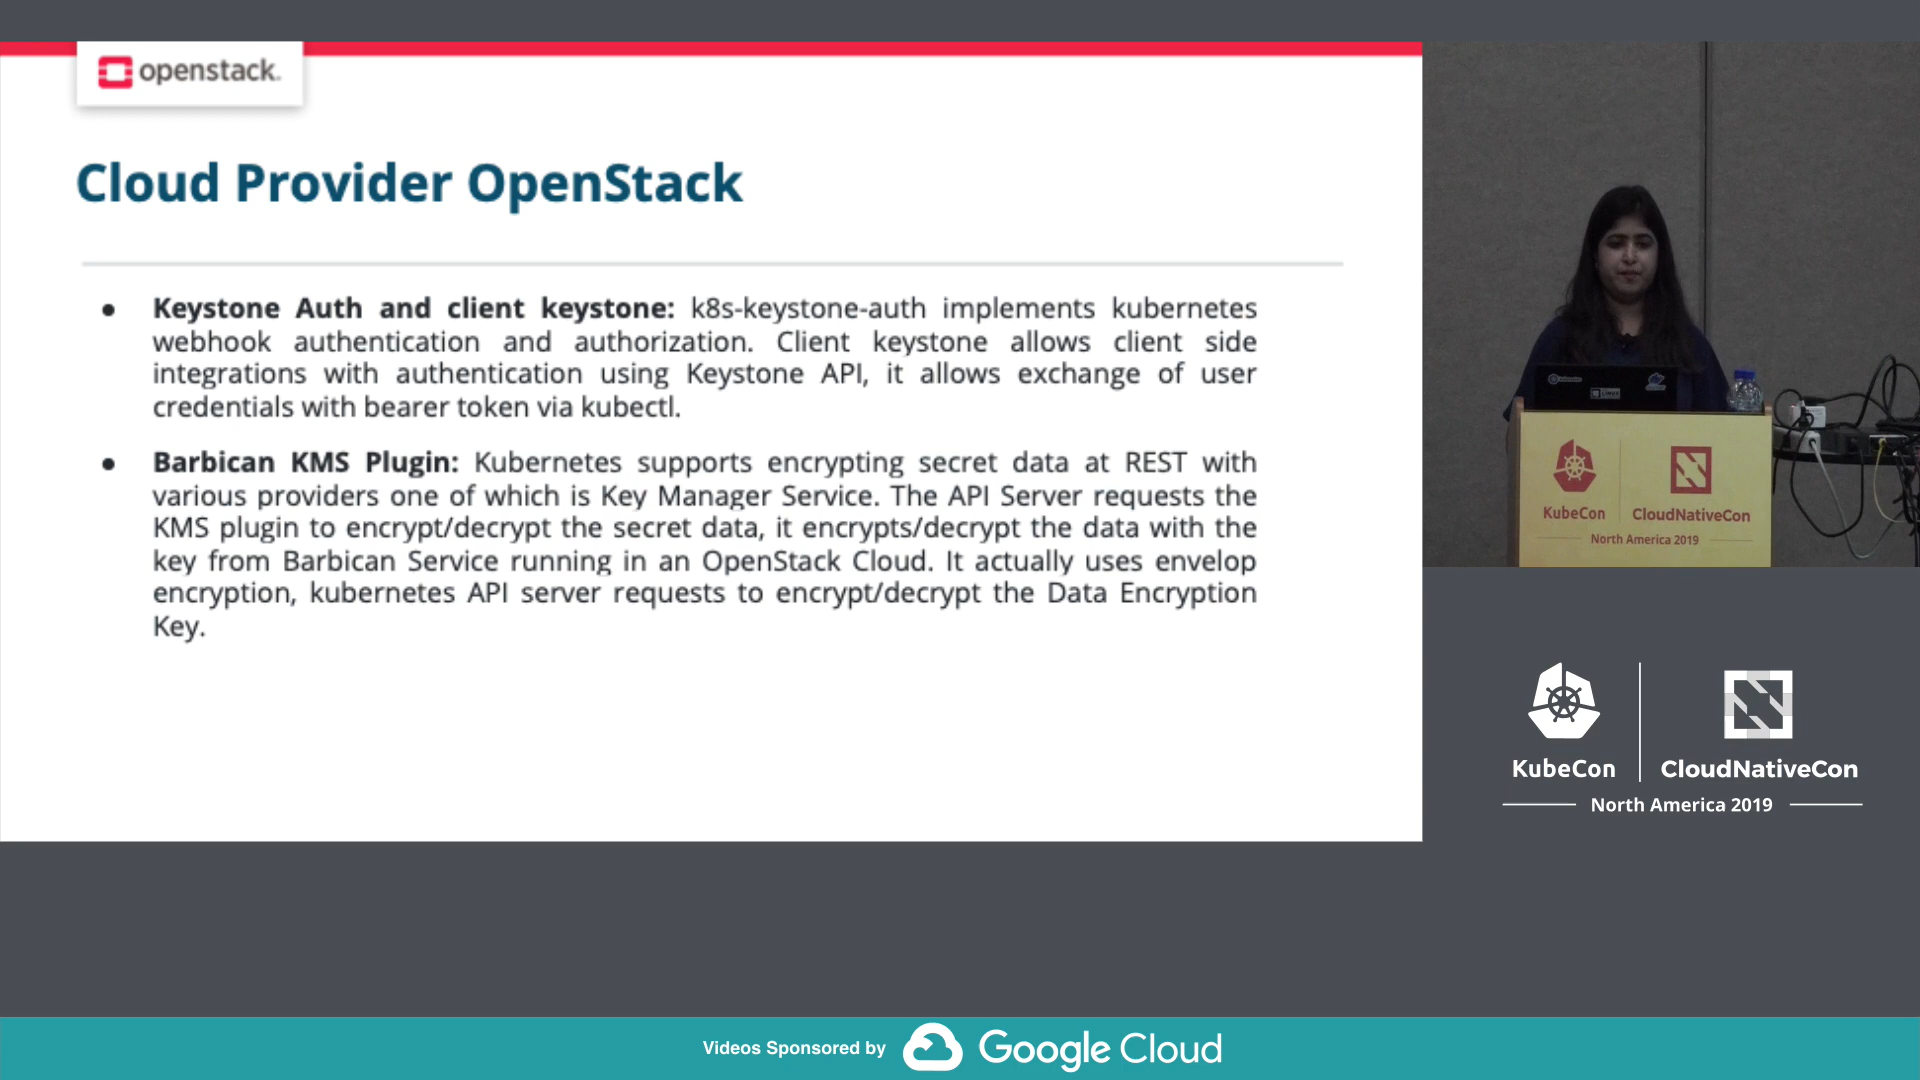 openstack.
Cloud Provider OpenStack
● Keystone Auth and client keystone: k8s-keystone-auth implements kubernetes
webhook authentication and authorization. Client keystone allows client side
integrations with authentication using Keystone API, it allows exchange of user
credentials with bearer token via kubectl.
● Barbican KMS Plugin: Kubernetes supports encrypting secret data at REST with
various providers one of which is Key Manager Service. The API Server requests the
KMS plugin to encrypt/decrypt the secret data, it encrypts/decrypt the data with the
key from Barbican Service running in an OpenStack Cloud. It actually uses envelop
encryption, kubernetes API server requests to encrypt/decrypt the Data Encryption
Key.
KubeCon
CloudNativeCon
North America 2019
KubeCon
CloudNativeCon
North America 2019
Videos Sponsored by
Google Cloud